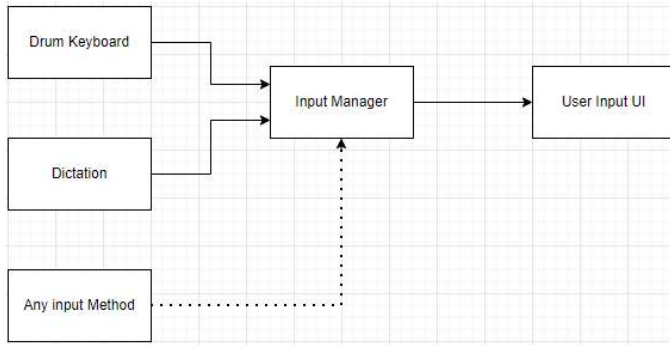 Drum Keyboard
Input Manager
User Input UI
Dictation
Any input Method